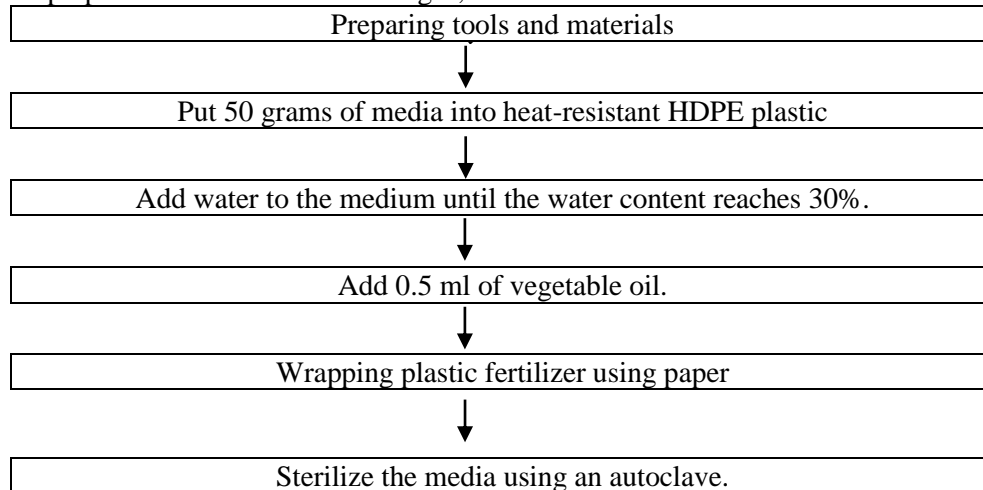 Preparing tools and materials
Put 50 grams of media into heat-resistant HDPE plastic
Add water to the medium until the water content reaches 30%.
Add 0.5 ml of vegetable oil.
Wrapping plastic fertilizer using paper
Sterilize the media using an autoclave.